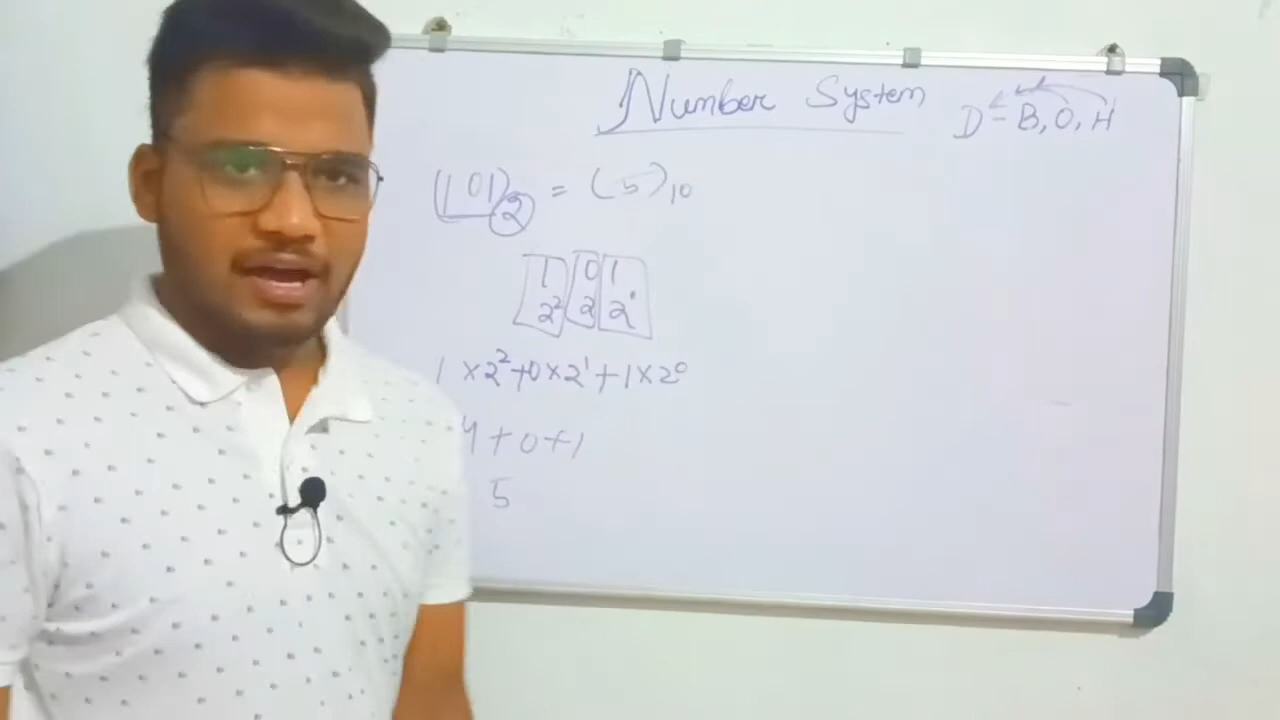 Number System
D - B, O, H
(101)2 = (5)10
1 0 1
2² 2 2⁰
1 × 2² + 0 × 2¹ + 1 × 2⁰
4 + 0 + 1
5